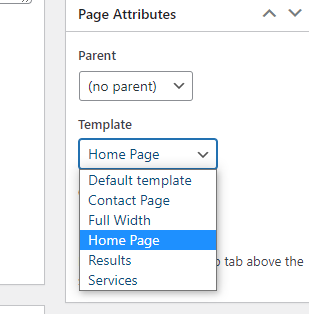 Page Attributes
Parent
(no parent)
Template
Home Page
Default template
Contact Page
Full Width
Home Page
Results
Services
tab above the